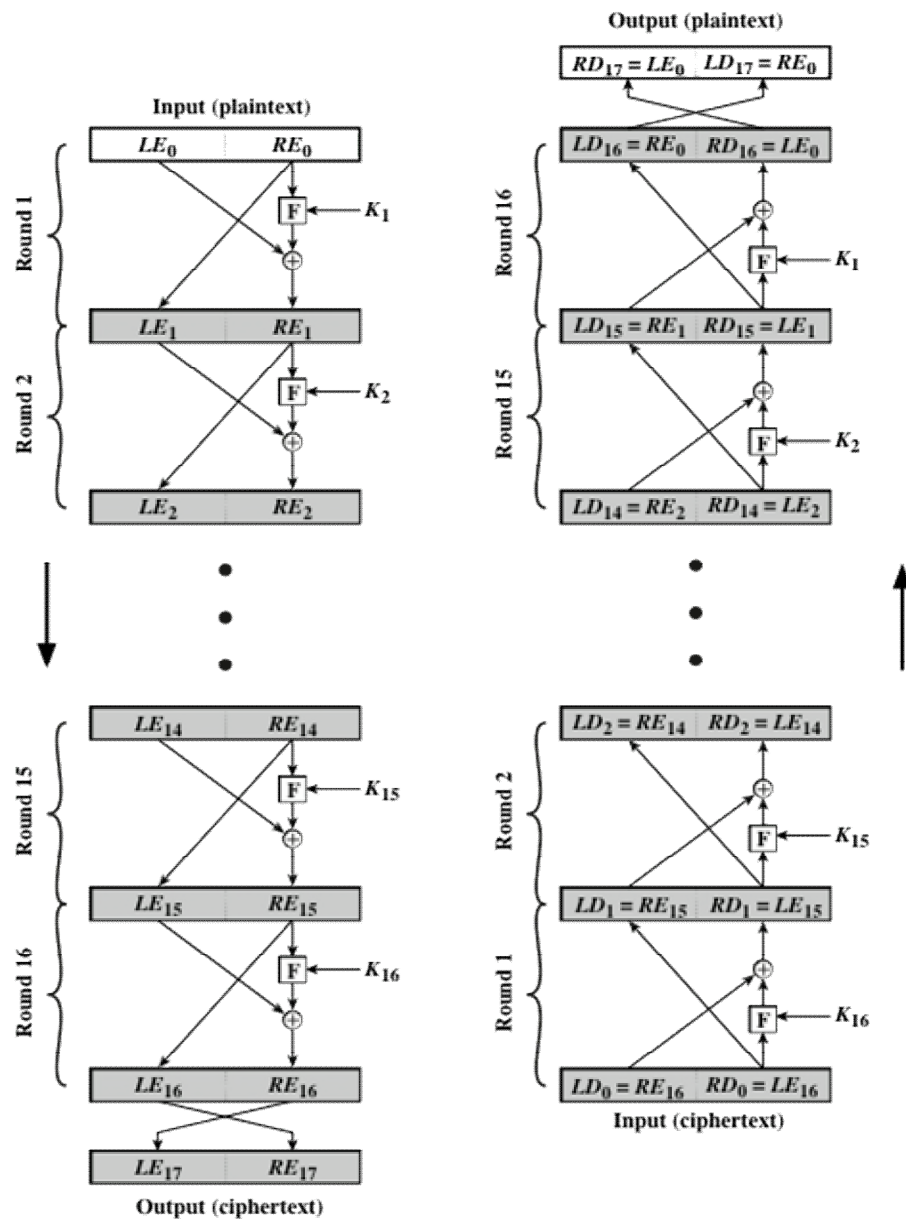 Input (plaintext)
LE₀ RE₀
Round 1
F
K₁
+
LE₁ RE₁
Round 2
F
K₂
+
LE₂ RE₂
LE₁₄ RE₁₄
Round 15
F
K₁₅
+
LE₁₅ RE₁₅
Round 16
F
K₁₆
+
LE₁₆ RE₁₆
LE₁₇ RE₁₇
Output (ciphertext)
Output (plaintext)
RD₁₇ = LE₀ LD₁₇ = RE₀
LD₁₆ = RE₀ RD₁₆ = LE₀
Round 16
+
F
K₁
LD₁₅ = RE₁ RD₁₅ = LE₁
Round 15
+
F
K₂
LD₁₄ = RE₂ RD₁₄ = LE₂
LD₂ = RE₁₄ RD₂ = LE₁₄
Round 2
+
F
K₁₅
LD₁ = RE₁₅ RD₁ = LE₁₅
Round 1
+
F
K₁₆
LD₀ = RE₁₆ RD₀ = LE₁₆
Input (ciphertext)